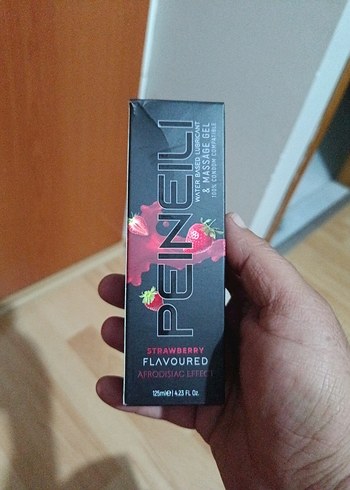 PEINEILI
WATER BASED LUBRICANT
& MASSAGE GEL
100% CONDOM COMPATIBLE
STRAWBERRY
FLAVOURED
AFRODISIAC EFFECT
125ml℮ | 4.23 FL Oz.